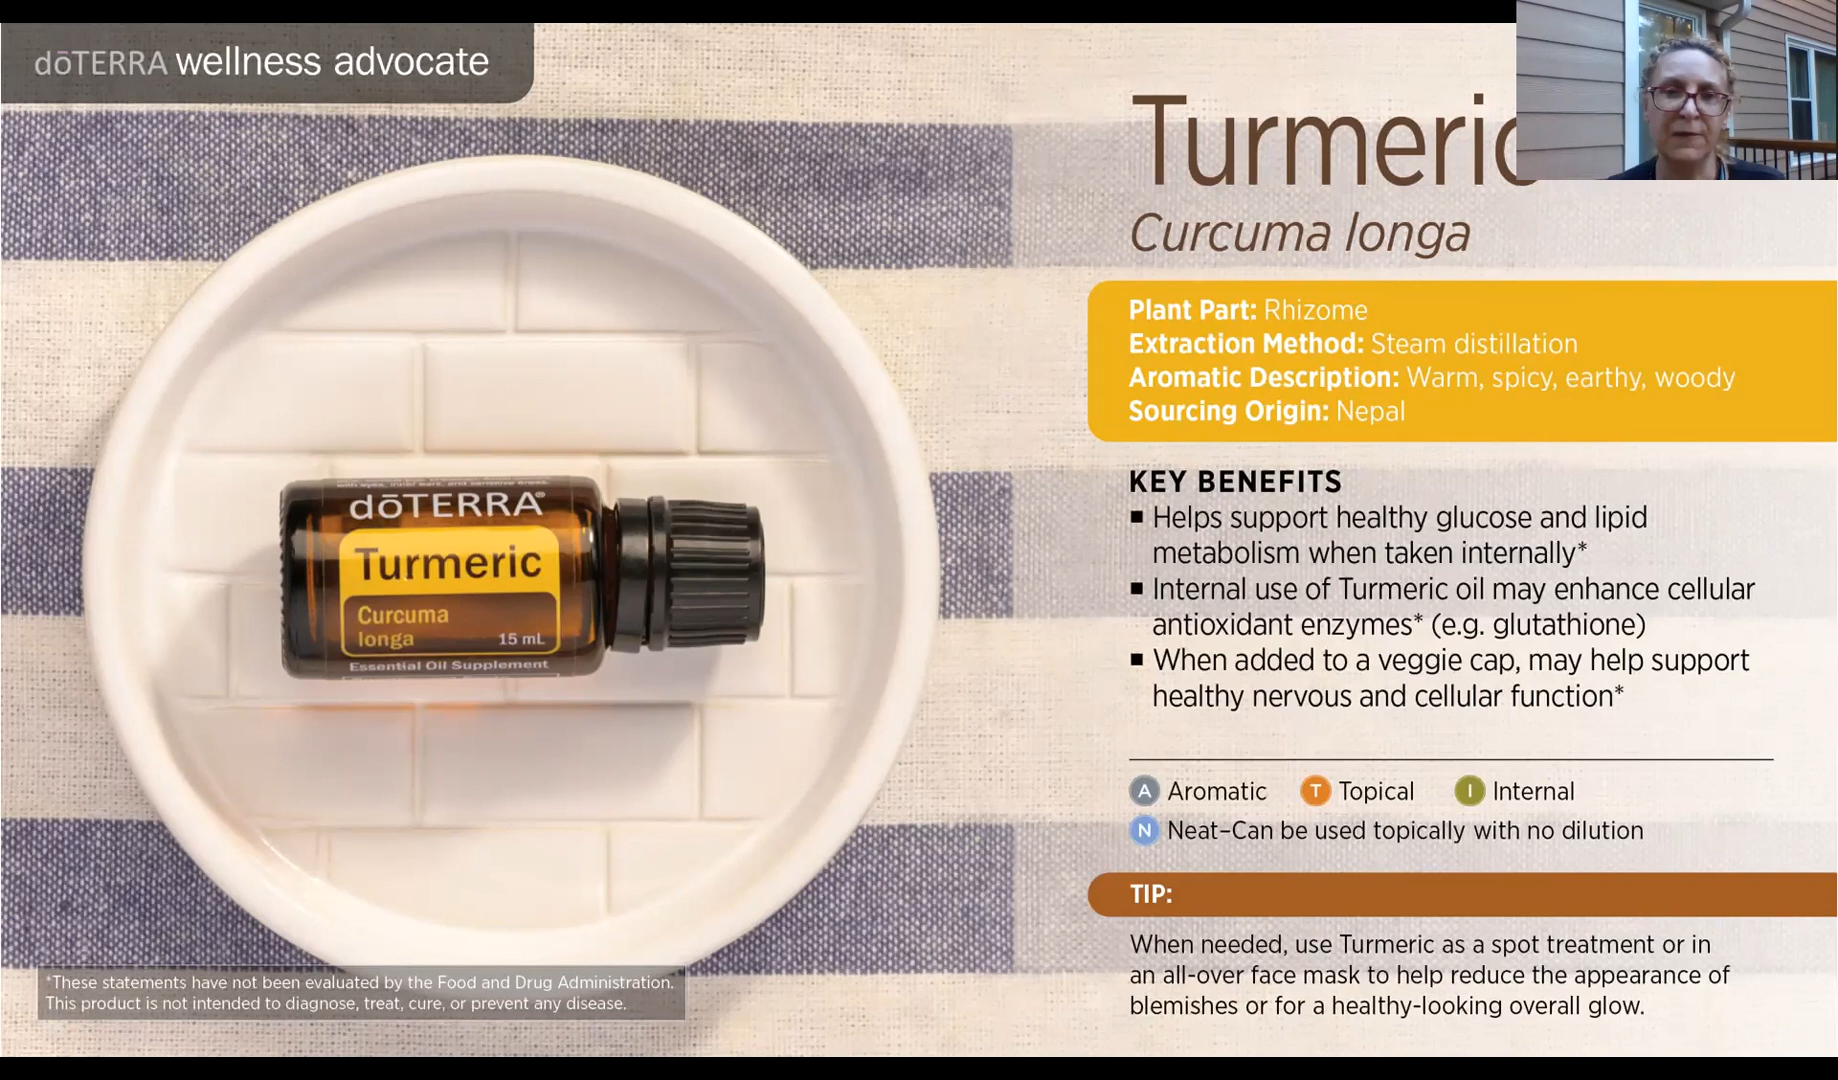 dōTERRA wellness advocate
Turmeric
Curcuma longa
Plant Part: Rhizome
Extraction Method: Steam distillation
Aromatic Description: Warm, spicy, earthy, woody
Sourcing Origin: Nepal
KEY BENEFITS
▪ Helps support healthy glucose and lipid
metabolism when taken internally*
▪ Internal use of Turmeric oil may enhance cellular
antioxidant enzymes* (e.g. glutathione)
▪ When added to a veggie cap, may help support
healthy nervous and cellular function*
A Aromatic T Topical I Internal
N Neat–Can be used topically with no dilution
TIP:
When needed, use Turmeric as a spot treatment or in
an all-over face mask to help reduce the appearance of
blemishes or for a healthy-looking overall glow.
dōTERRA®
Turmeric
Curcuma
longa 15 mL
Essential Oil Supplement
*These statements have not been evaluated by the Food and Drug Administration.
This product is not intended to diagnose, treat, cure, or prevent any disease.